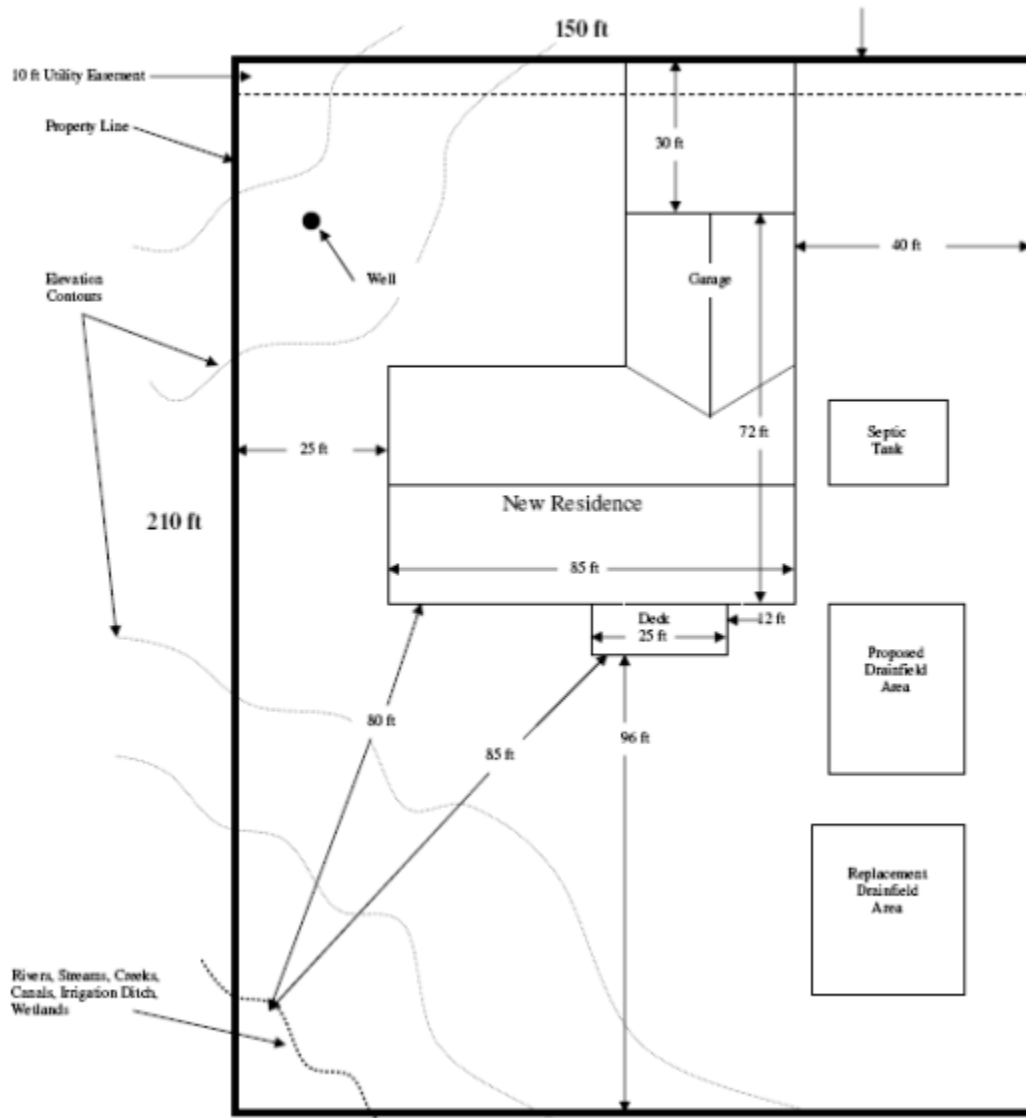 150 ft
10 ft Utility Easement
Property Line
30 ft
40 ft
Elevation
Contours
Well
Garage
72 ft
Septic
Tank
25 ft
New Residence
210 ft
85 ft
Deck
25 ft
12 ft
Proposed
Drainfield
Area
80 ft
85 ft
96 ft
Replacement
Drainfield
Area
Rivers, Streams, Creeks,
Canals, Irrigation Ditch,
Wetlands